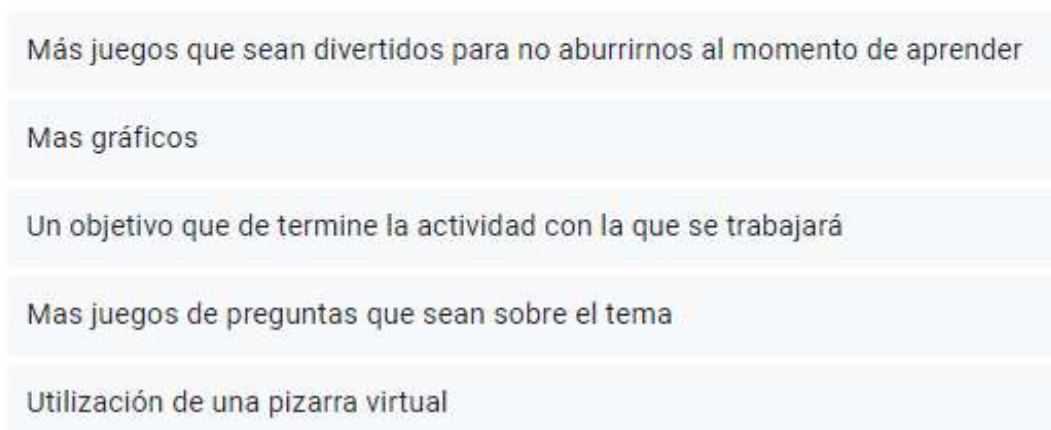 Más juegos que sean divertidos para no aburrirnos al momento de aprender
Mas gráficos
Un objetivo que de termine la actividad con la que se trabajará
Mas juegos de preguntas que sean sobre el tema
Utilización de una pizarra virtual